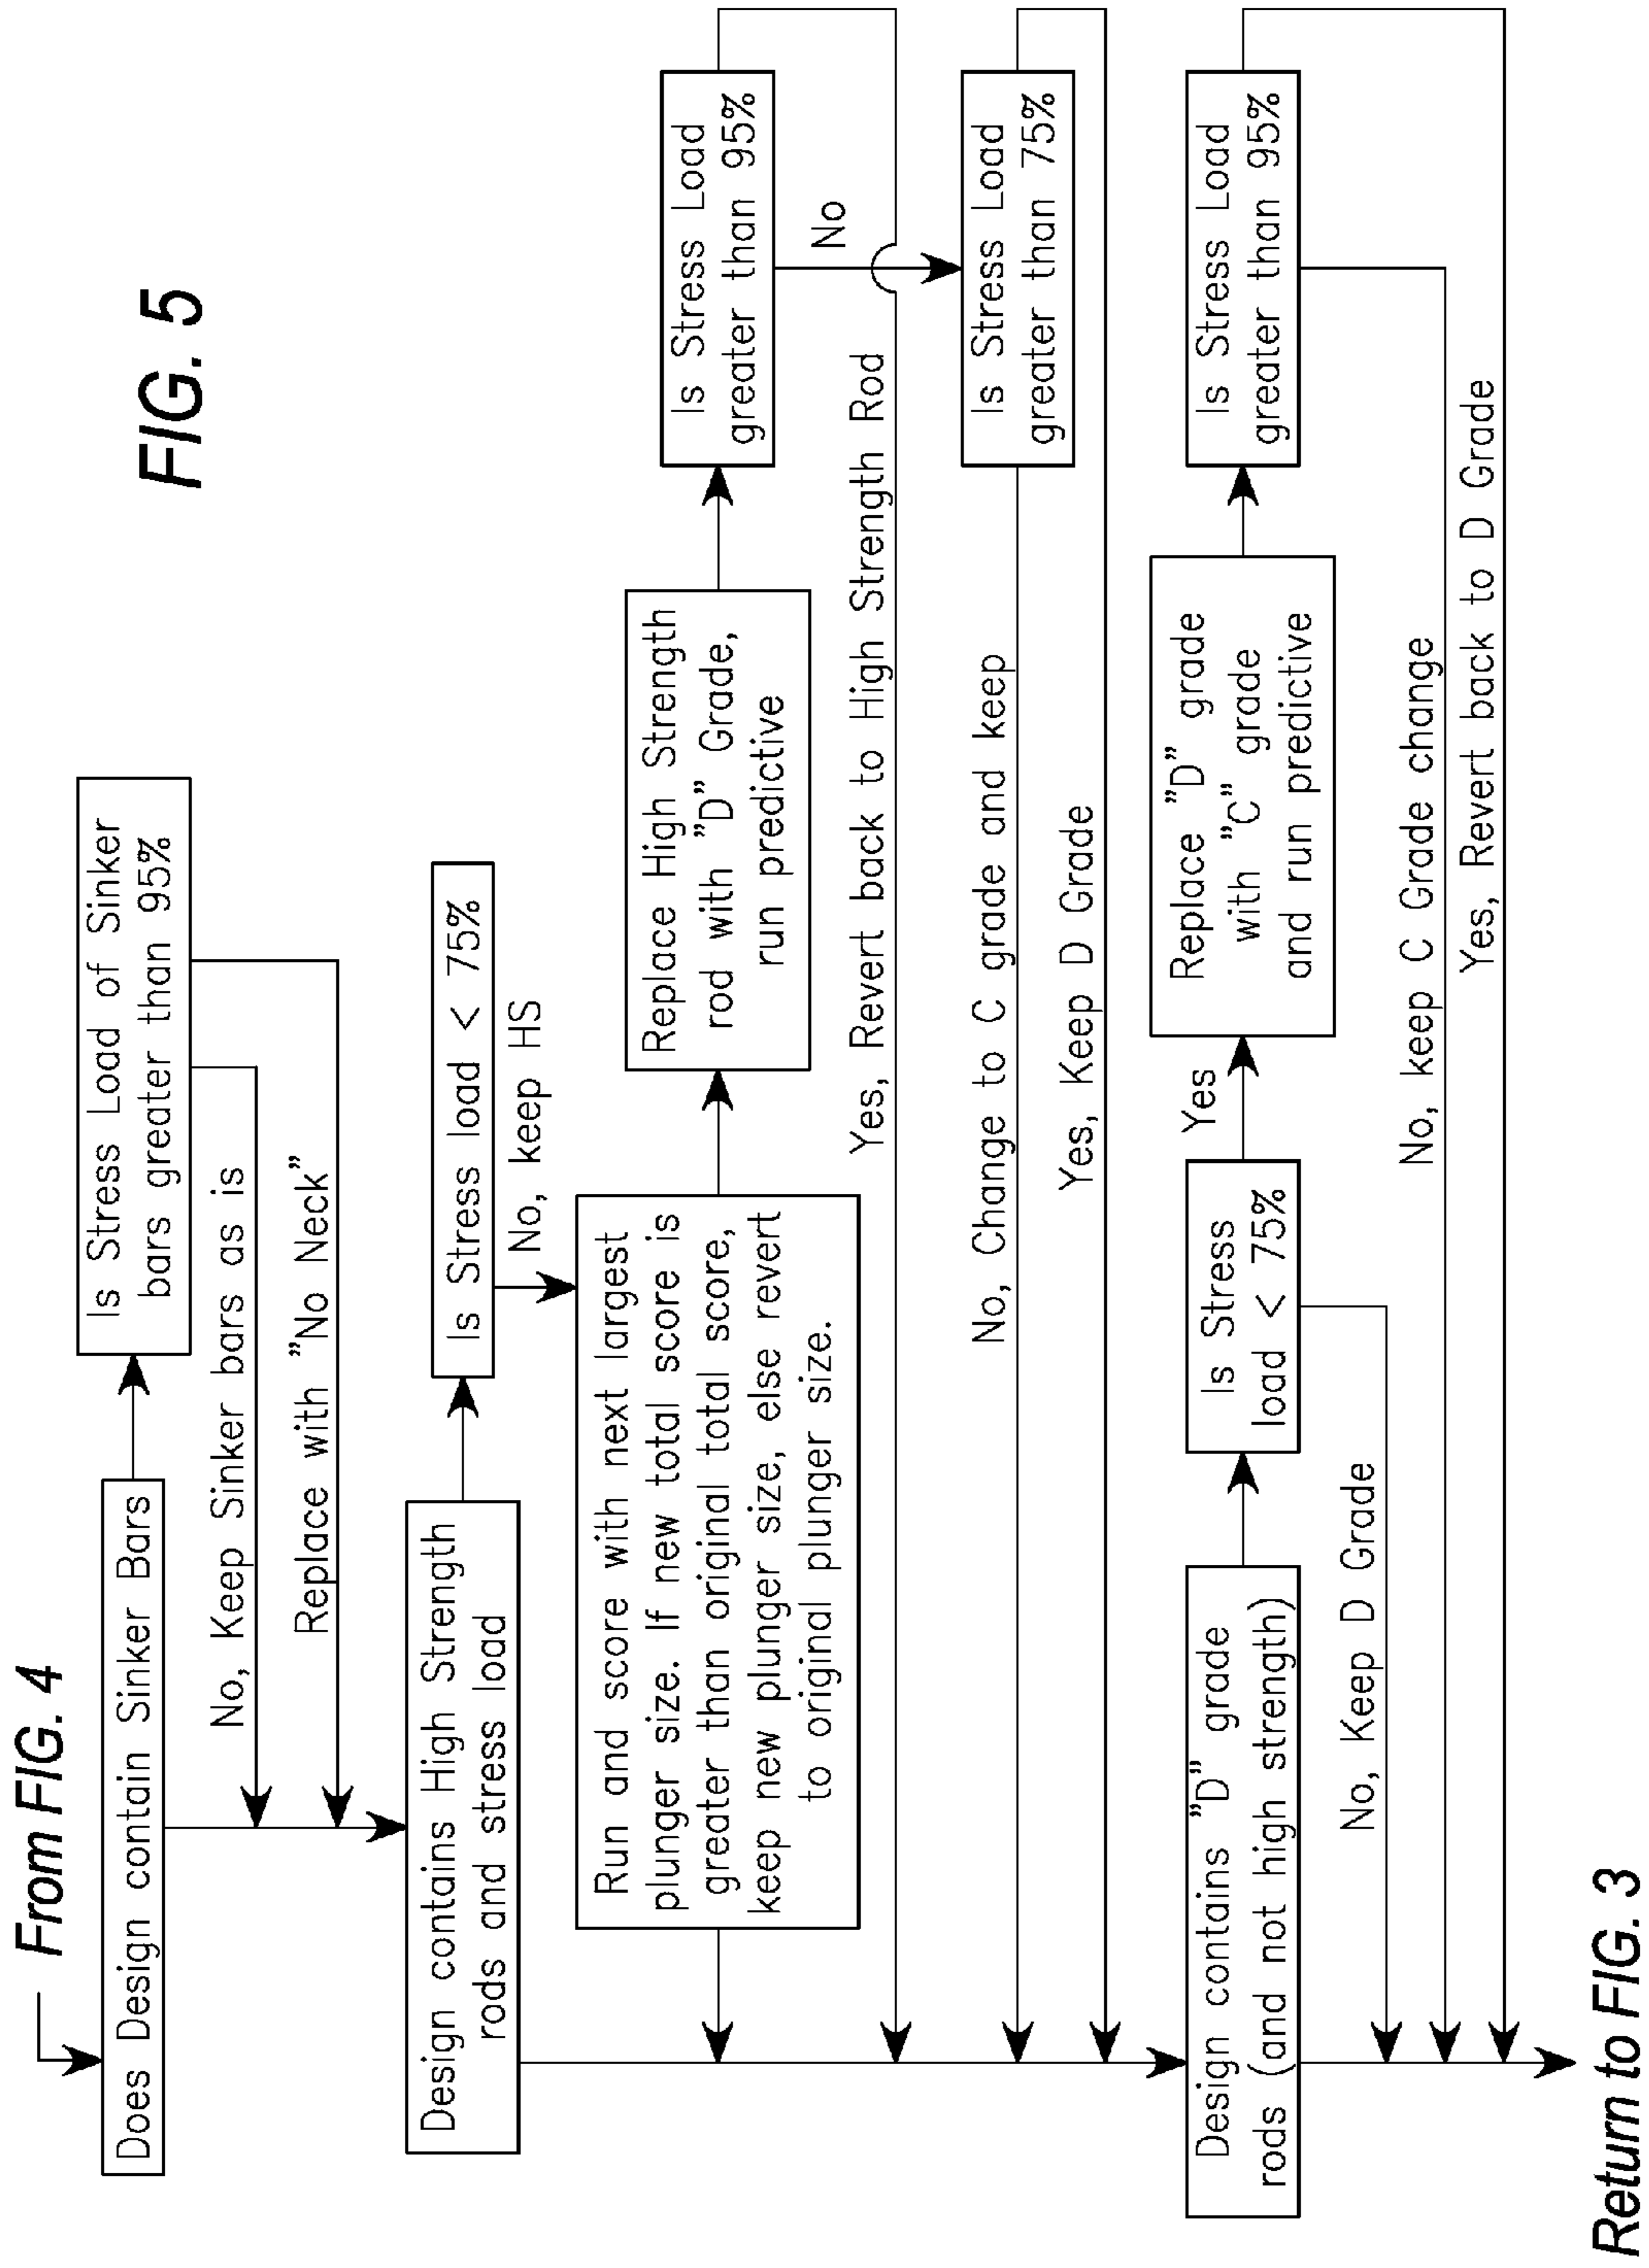 FIG. 5
From FIG. 4
Does Design contain Sinker Bars
Is Stress Load of Sinker
bars greater than 95%
No, Keep Sinker bars as is
Replace with "No Neck"
Design contains High Strength
rods and stress load
Is Stress load < 75%
No, keep HS
Run and score with next largest
plunger size. If new total score is
greater than original total score,
keep new plunger size, else revert
to original plunger size.
Replace High Strength
rod with "D" Grade,
run predictive
Is Stress Load
greater than 95%
No
Yes, Revert back to High Strength Rod
Is Stress Load
greater than 75%
No, Change to C grade and keep
Yes, Keep D Grade
Design contains "D" grade
rods (and not high strength)
Is Stress
load < 75%
Yes
Replace "D" grade
with "C" grade
and run predictive
Is Stress Load
greater than 95%
No, Keep D Grade
No, keep C Grade change
Yes, Revert back to D Grade
Return to FIG. 3